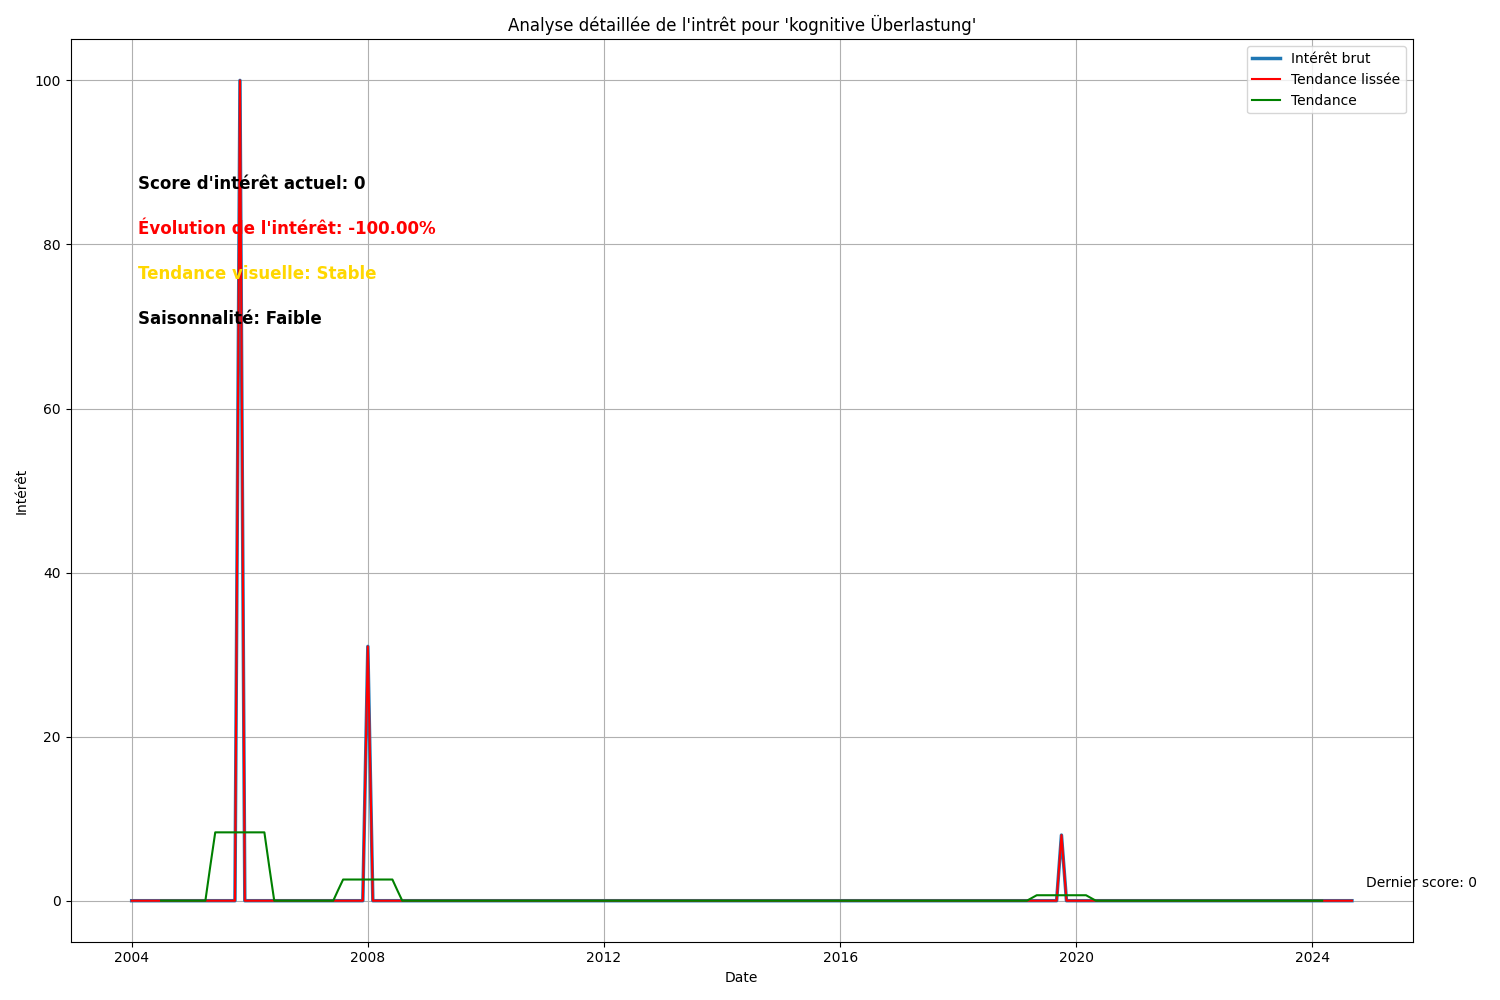 Analyse détaillée de l'intrêt pour 'kognitive Überlastung'
Intérêt brut
Tendance lissée
Tendance
100
80
60
40
20
0
Score d'intérêt actuel: 0
Évolution de l'intérêt: -100.00%
Tendance visuelle: Stable
Saisonnalité: Faible
Intérêt
Dernier score: 0
2004 2008 2012 2016 2020 2024
Date